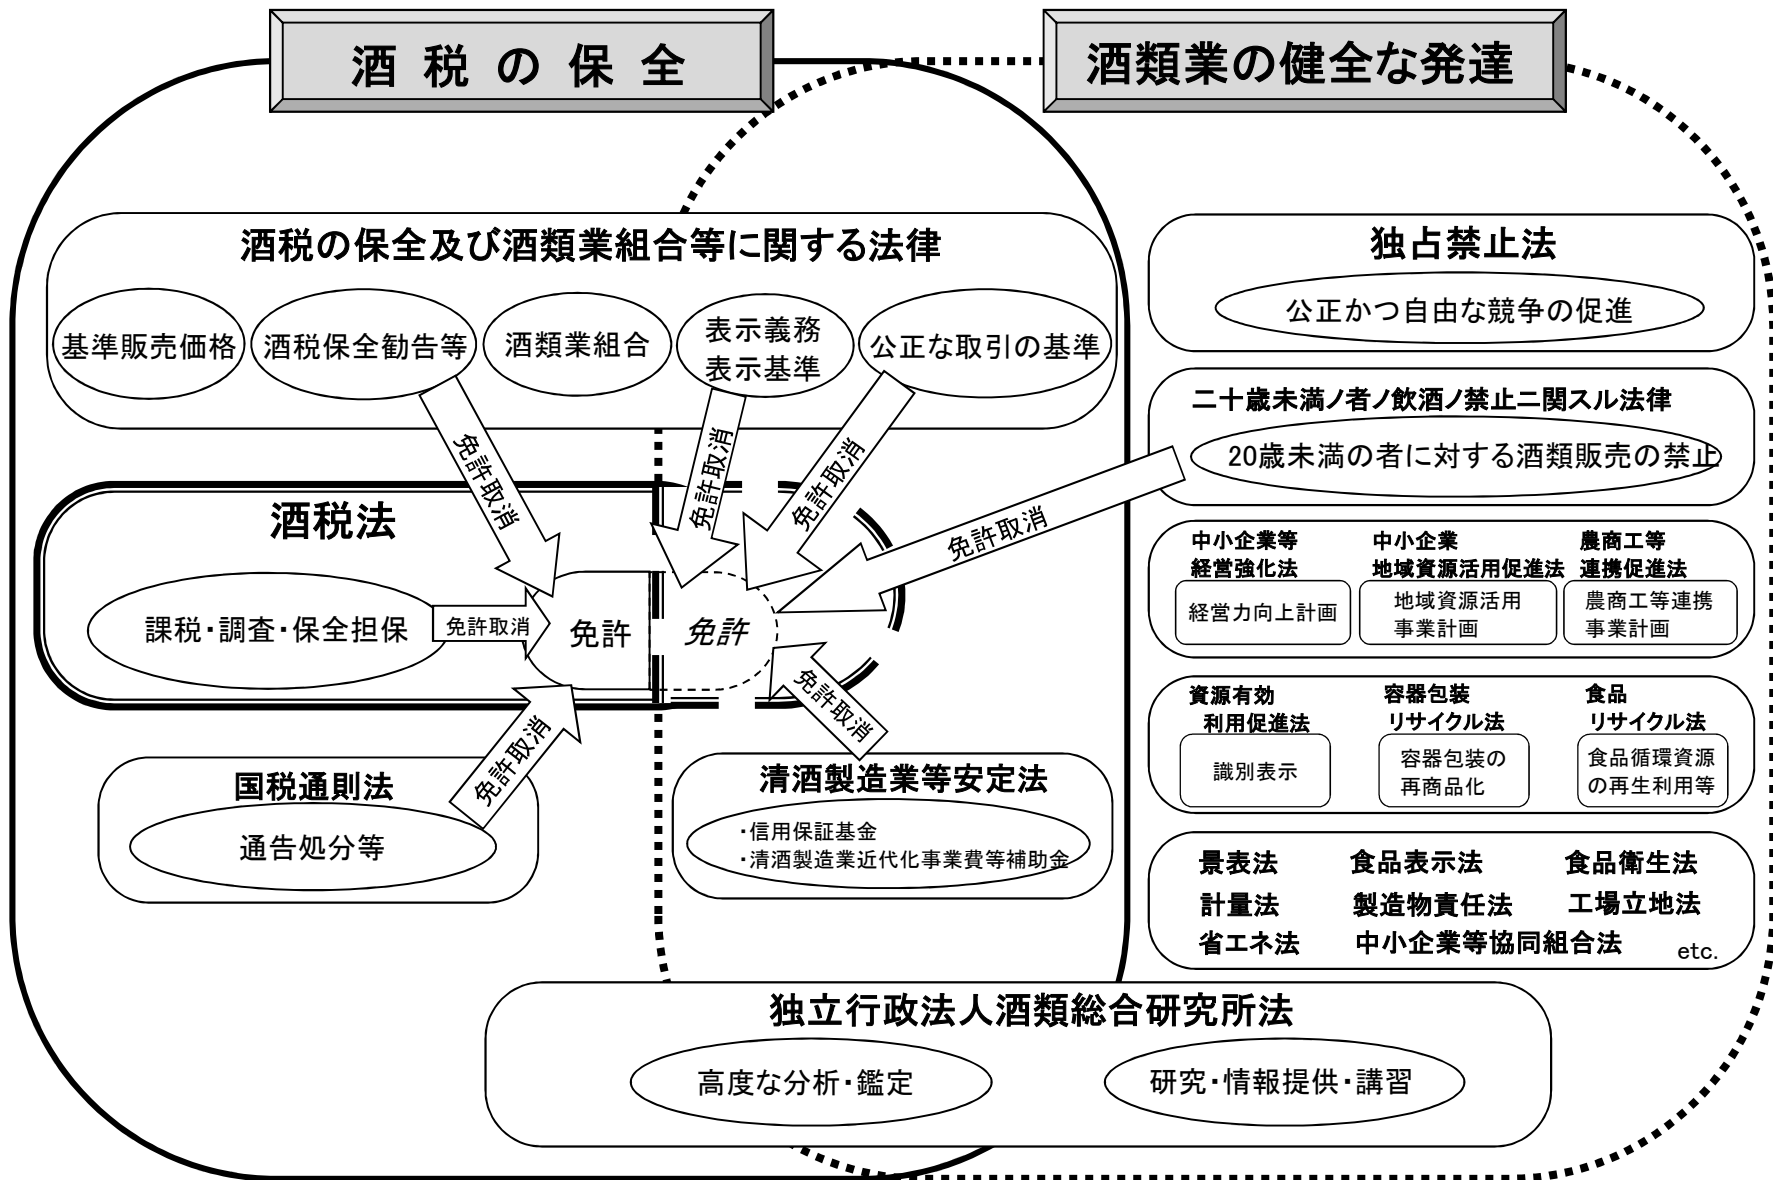 酒税の保全
酒類業の健全な発達
酒税の保全及び酒類業組合等に関する法律
基準販売価格
酒税保全勧告等
酒類業組合
表示義務
表示基準
公正な取引の基準
免許取消
免許取消
免許取消
免許取消
酒税法
課税・調査・保全担保
免許取消
免許
免許
免許取消
免許取消
国税通則法
通告処分等
清酒製造業等安定法
・信用保証基金
・清酒製造業近代化事業費等補助金
独占禁止法
公正かつ自由な競争の促進
二十歳未満ノ者ノ飲酒ノ禁止ニ関スル法律
20歳未満の者に対する酒類販売の禁止
中小企業等
経営強化法
経営力向上計画
中小企業
地域資源活用促進法
地域資源活用
事業計画
農商工等
連携促進法
農商工等連携
事業計画
資源有効
利用促進法
識別表示
容器包装
リサイクル法
容器包装の
再商品化
食品
リサイクル法
食品循環資源
の再生利用等
景表法 食品表示法 食品衛生法
計量法 製造物責任法 工場立地法
省エネ法 中小企業等協同組合法 etc.
独立行政法人酒類総合研究所法
高度な分析・鑑定
研究・情報提供・講習